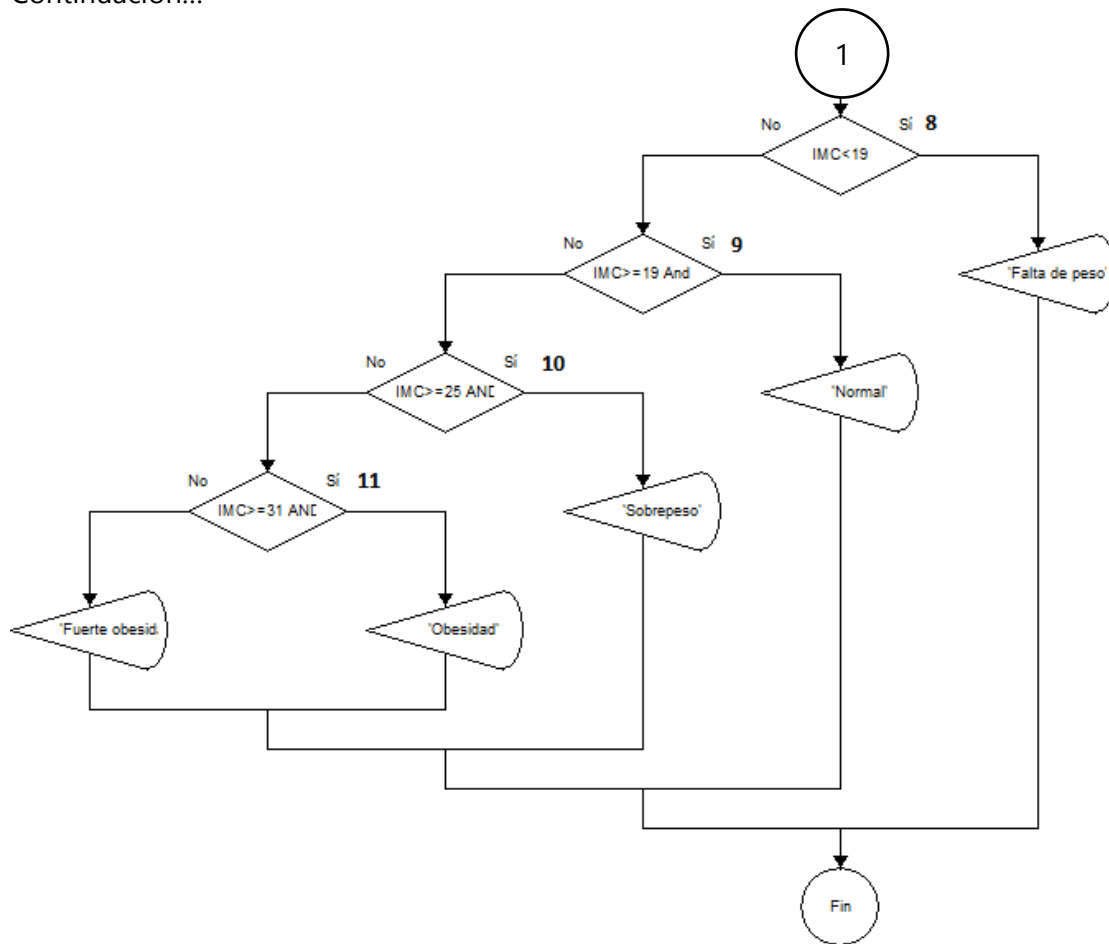 Continuación...
1
No
Sí 8
IMC<19
No
Sí 9
IMC>=19 And
'Falta de peso'
No
Sí 10
IMC>=25 AND
'Normal'
No
Sí 11
IMC>=31 AND
'Sobrepeso'
'Fuerte obesid
'Obesidad'
Fin